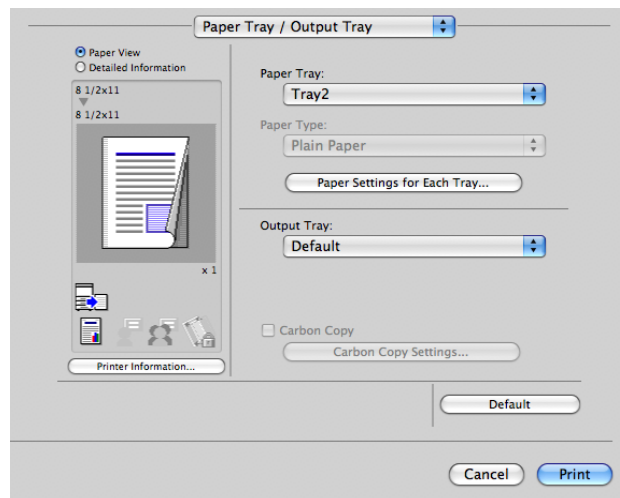 Paper Tray / Output Tray
Paper View
Detailed Information
8 1/2x11
8 1/2x11
x 1
Printer Information...
Paper Tray:
Tray2
Paper Type:
Plain Paper
Paper Settings for Each Tray...
Output Tray:
Default
Carbon Copy
Carbon Copy Settings...
Default
Cancel
Print